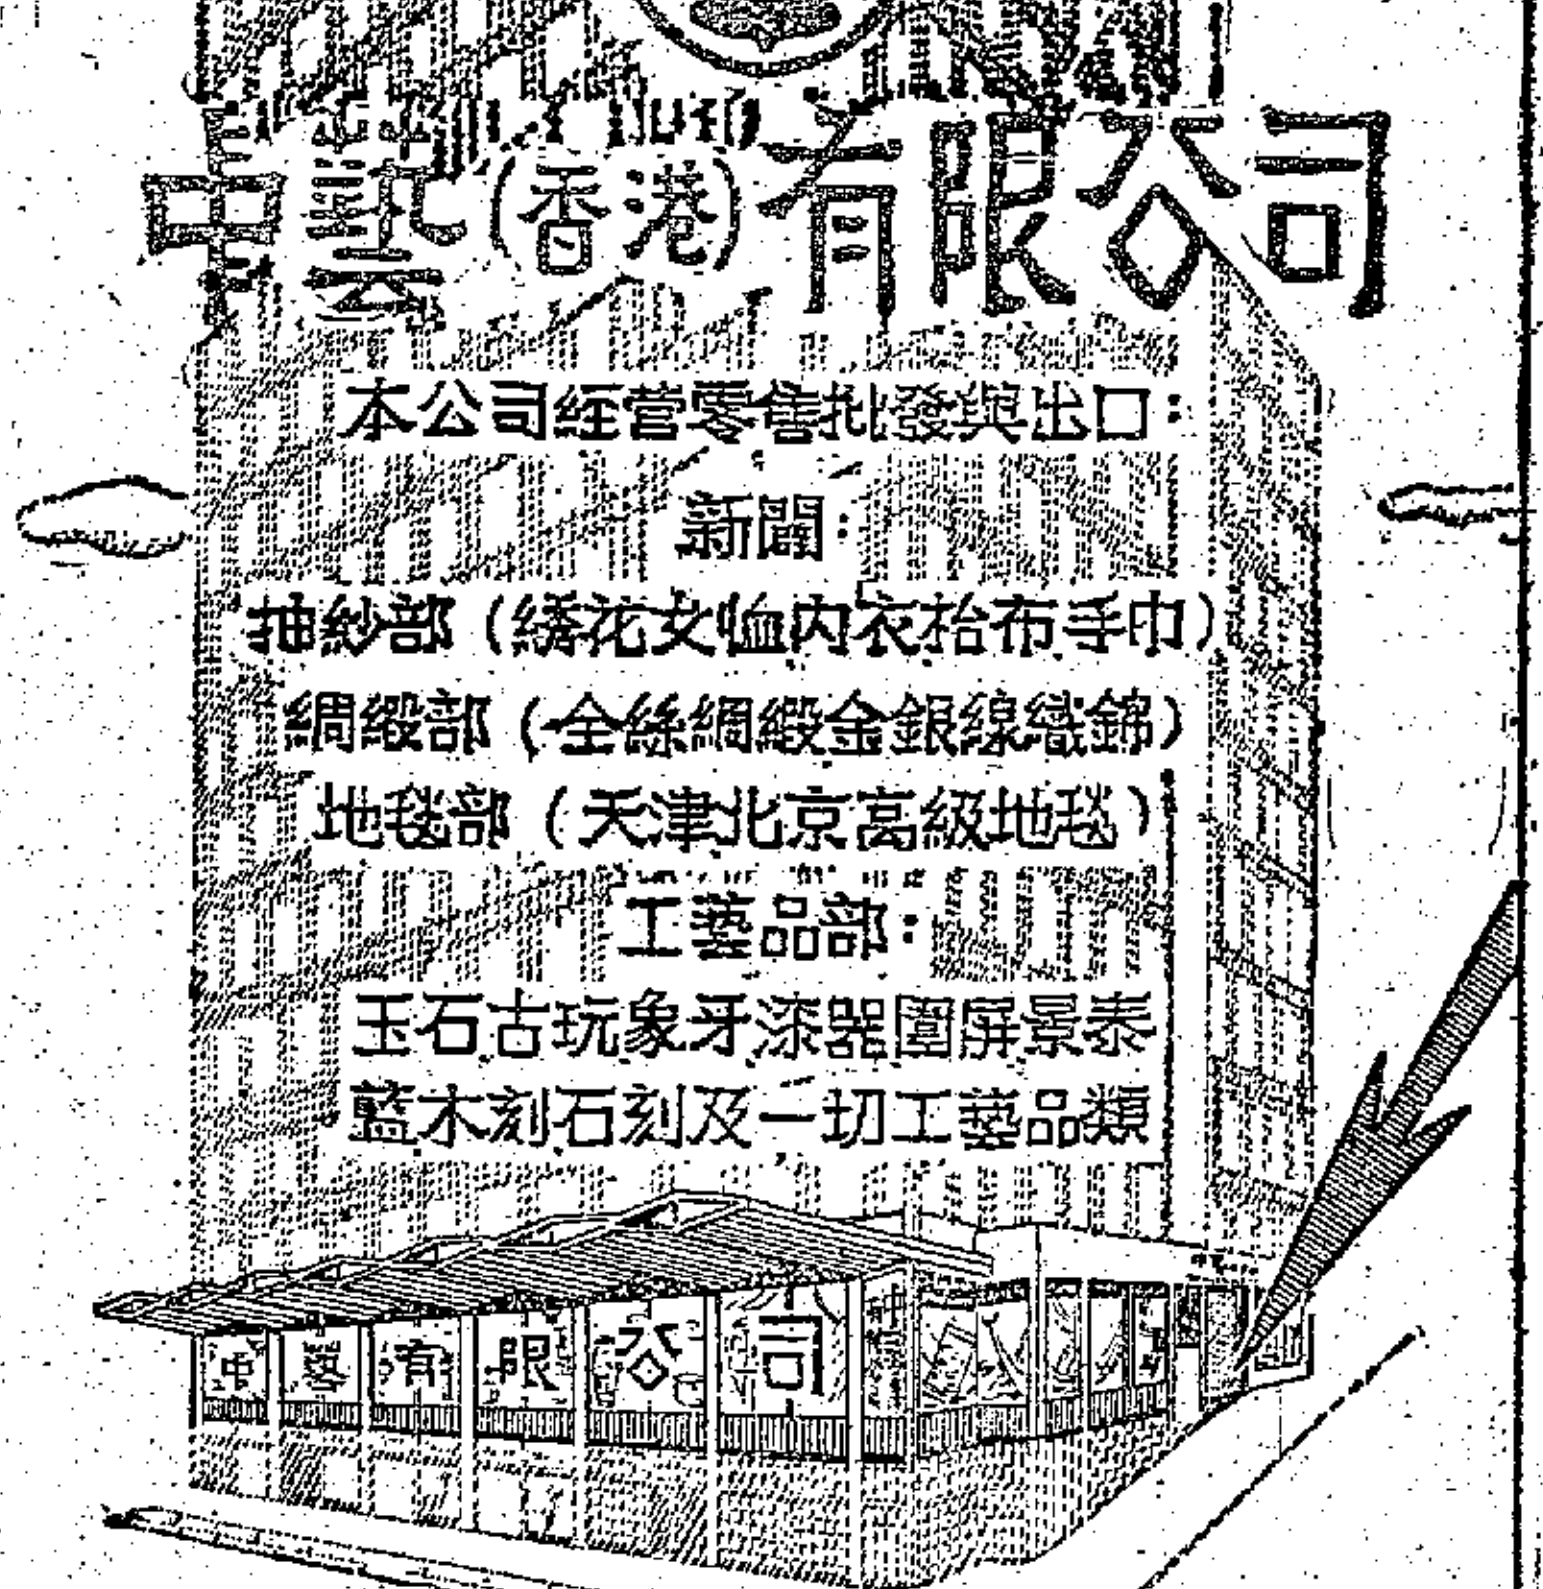 中藝(香港)有限公司
本公司經營零售批發與出口：
新闢：
抽紗部(綉花女恤內衣枱布手巾)
綢緞部(全絲綢緞金銀線織錦)
地毯部(天津北京高級地毯)
工藝品部：
玉石古玩象牙漆器圍屏景泰
藍木刻石刻及一切工藝品類
中藝有限公司